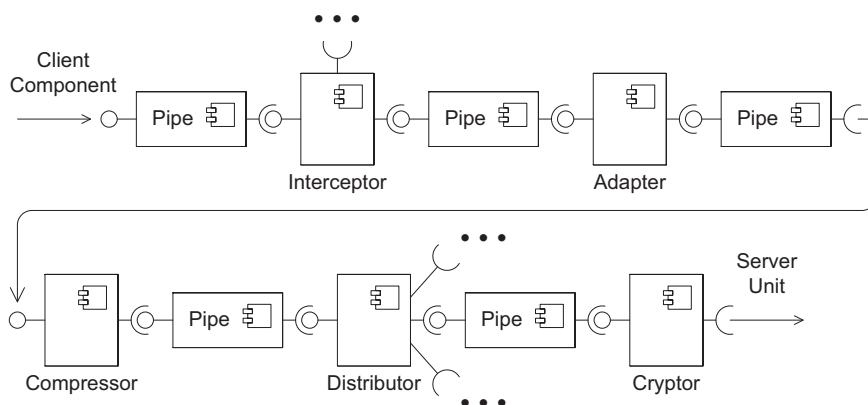 Client
Component
Pipe
Pipe
Pipe
Interceptor
Adapter
Server
Unit
Pipe
Pipe
Compressor
Distributor
Cryptor